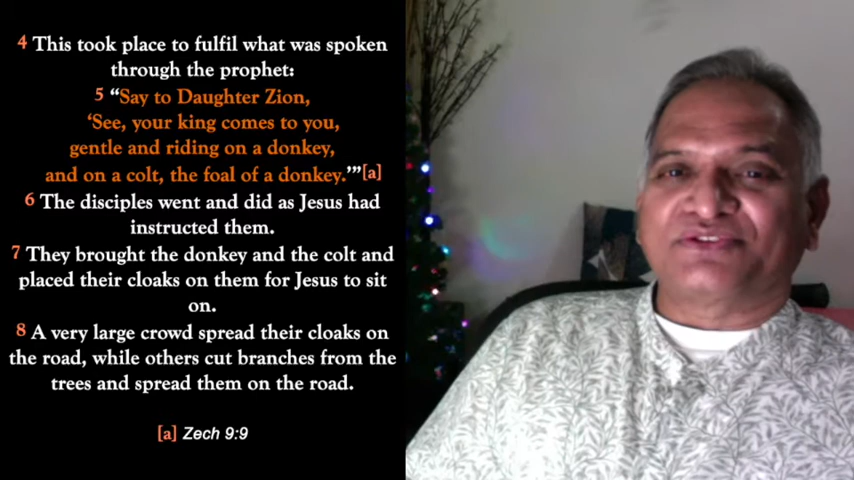 4 This took place to fulfil what was spoken
through the prophet:
5 “Say to Daughter Zion,
‘See, your king comes to you,
gentle and riding on a donkey,
and on a colt, the foal of a donkey.’”[a]
6 The disciples went and did as Jesus had
instructed them.
7 They brought the donkey and the colt and
placed their cloaks on them for Jesus to sit
on.
8 A very large crowd spread their cloaks on
the road, while others cut branches from the
trees and spread them on the road.
[a] Zech 9:9